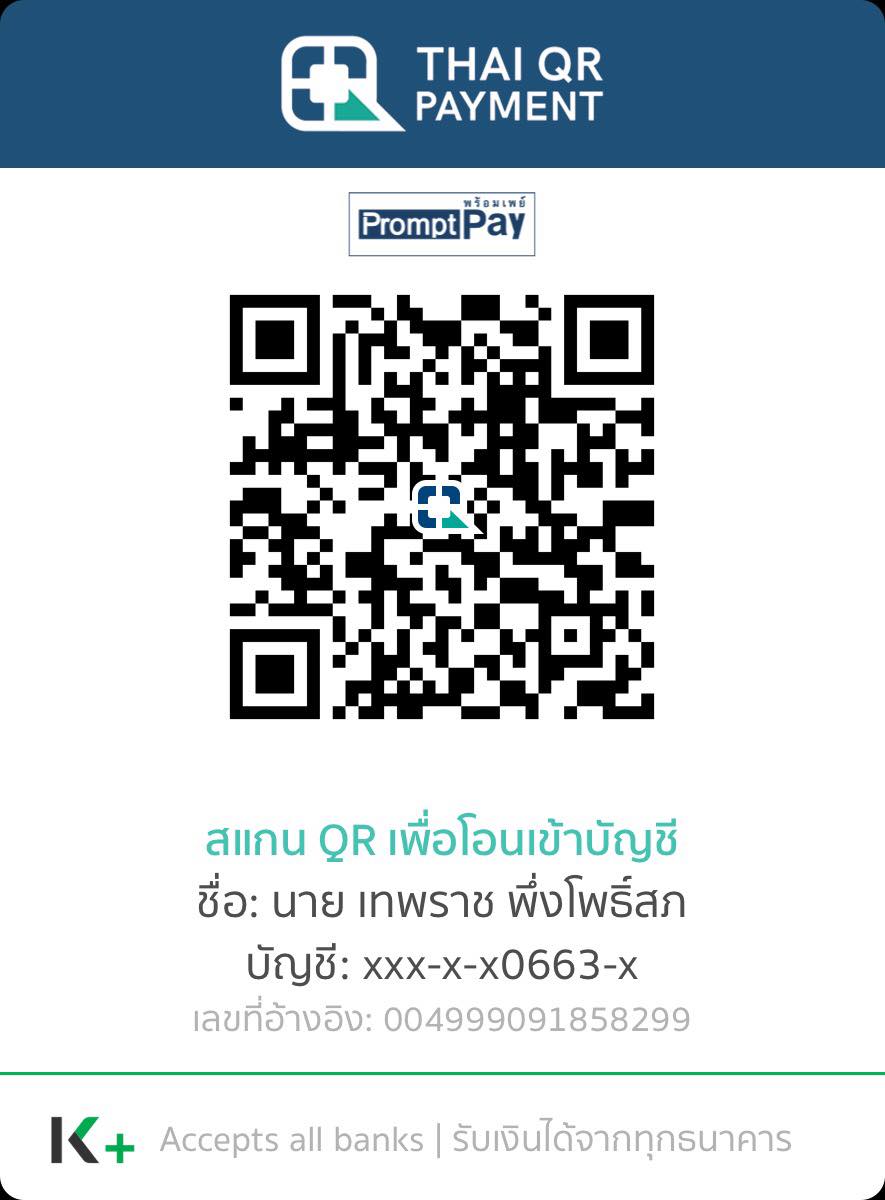 THAI QR
PAYMENT
พร้อมเพย์
PromptPay
สแกน QR เพื่อโอนเข้าบัญชี
ชื่อ: นาย เทพราช พึ่งโพธิ์สภ
บัญชี: xxx-x-x0663-x
เลขที่อ้างอิง: 004999091858299
K+ Accepts all banks | รับเงินได้จากทุกธนาคาร